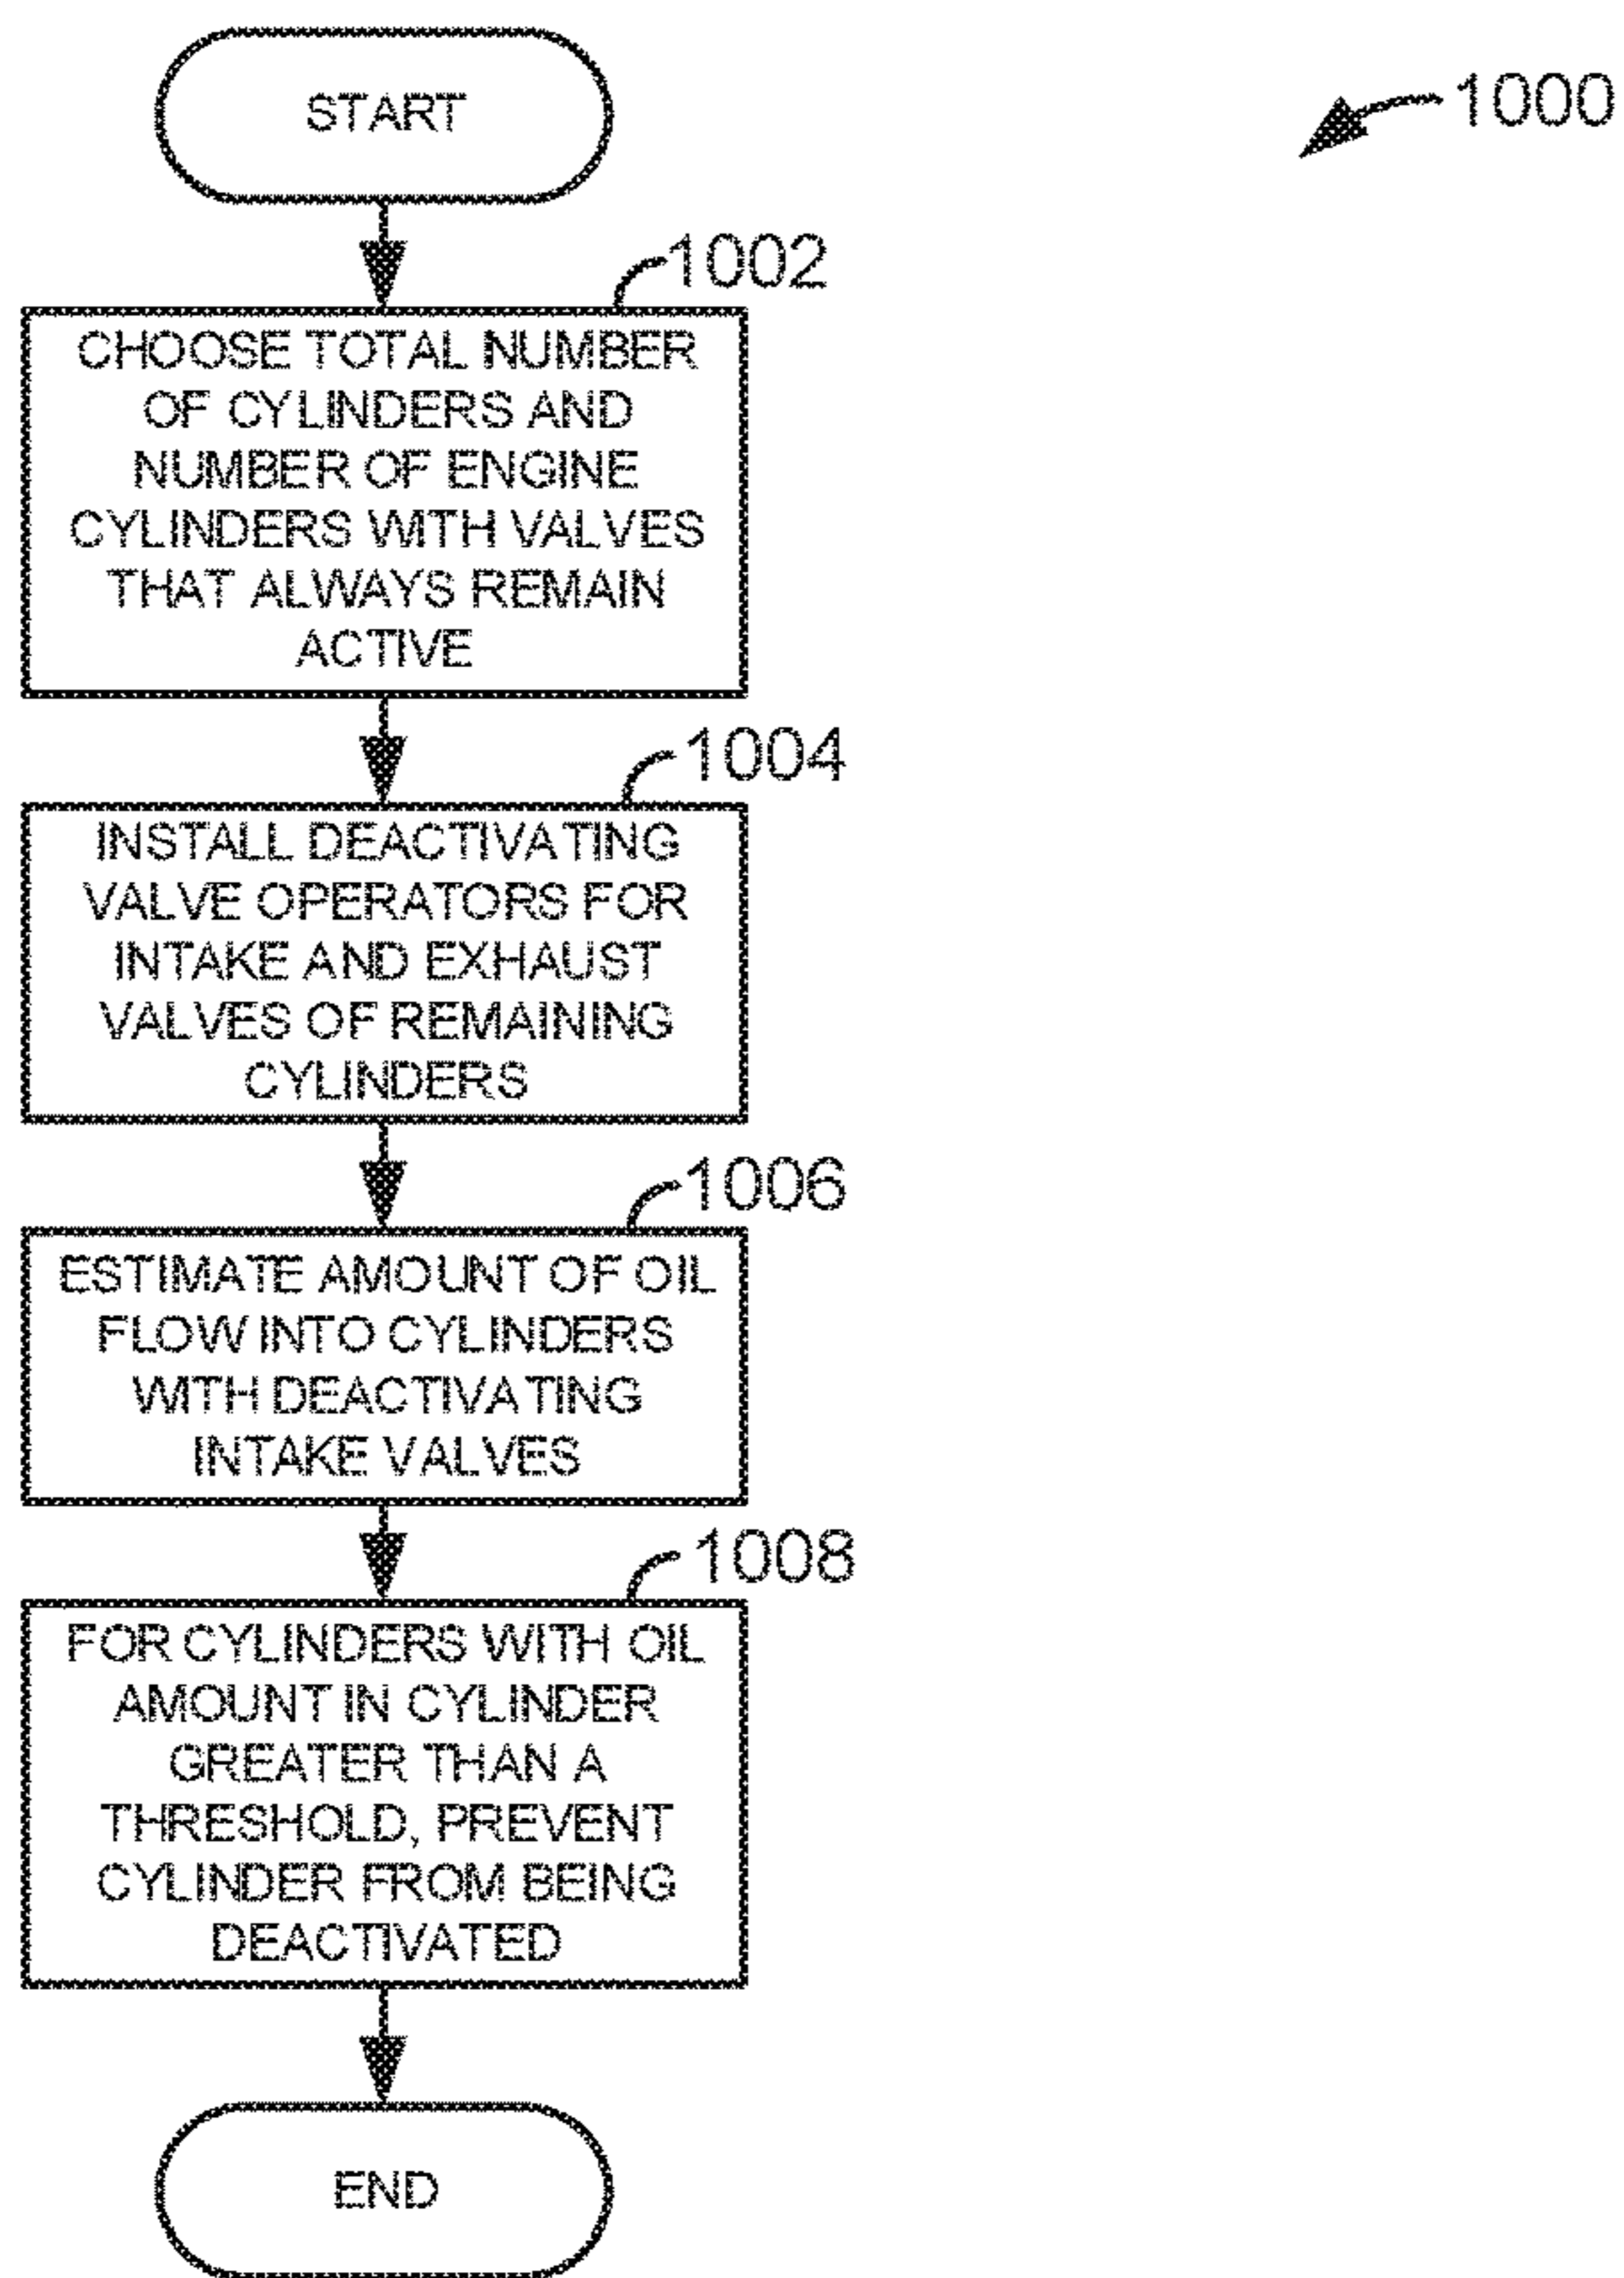 START
1000
1002
CHOOSE TOTAL NUMBER
OF CYLINDERS AND
NUMBER OF ENGINE
CYLINDERS WITH VALVES
THAT ALWAYS REMAIN
ACTIVE
1004
INSTALL DEACTIVATING
VALVE OPERATORS FOR
INTAKE AND EXHAUST
VALVES OF REMAINING
CYLINDERS
1006
ESTIMATE AMOUNT OF OIL
FLOW INTO CYLINDERS
WITH DEACTIVATING
INTAKE VALVES
1008
FOR CYLINDERS WITH OIL
AMOUNT IN CYLINDER
GREATER THAN A
THRESHOLD, PREVENT
CYLINDER FROM BEING
DEACTIVATED
END